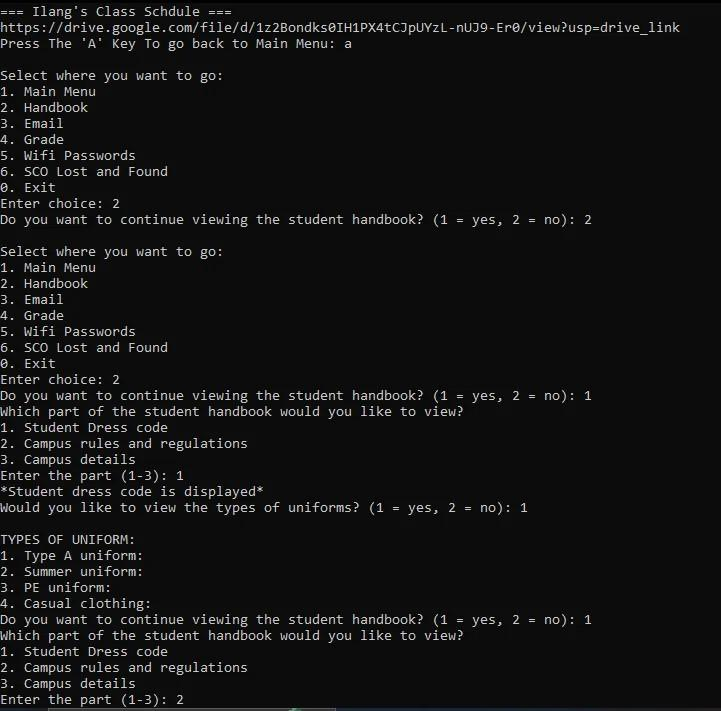 === Ilang's Class Schdule ===
https://drive.google.com/file/d/1z2Bondks0IH1PX4tCJpUYzL-nUJ9-Er0/view?usp=drive_link
Press The 'A' Key To go back to Main Menu: a
Select where you want to go:
1. Main Menu
2. Handbook
3. Email
4. Grade
5. Wifi Passwords
6. SCO Lost and Found
0. Exit
Enter choice: 2
Do you want to continue viewing the student handbook? (1 = yes, 2 = no): 2
Select where you want to go:
1. Main Menu
2. Handbook
3. Email
4. Grade
5. Wifi Passwords
6. SCO Lost and Found
0. Exit
Enter choice: 2
Do you want to continue viewing the student handbook? (1 = yes, 2 = no): 1
Which part of the student handbook would you like to view?
1. Student Dress code
2. Campus rules and regulations
3. Campus details
Enter the part (1-3): 1
*Student dress code is displayed*
Would you like to view the types of uniforms? (1 = yes, 2 = no): 1
TYPES OF UNIFORM:
1. Type A uniform:
2. Summer uniform:
3. PE uniform:
4. Casual clothing:
Do you want to continue viewing the student handbook? (1 = yes, 2 = no): 1
Which part of the student handbook would you like to view?
1. Student Dress code
2. Campus rules and regulations
3. Campus details
Enter the part (1-3): 2